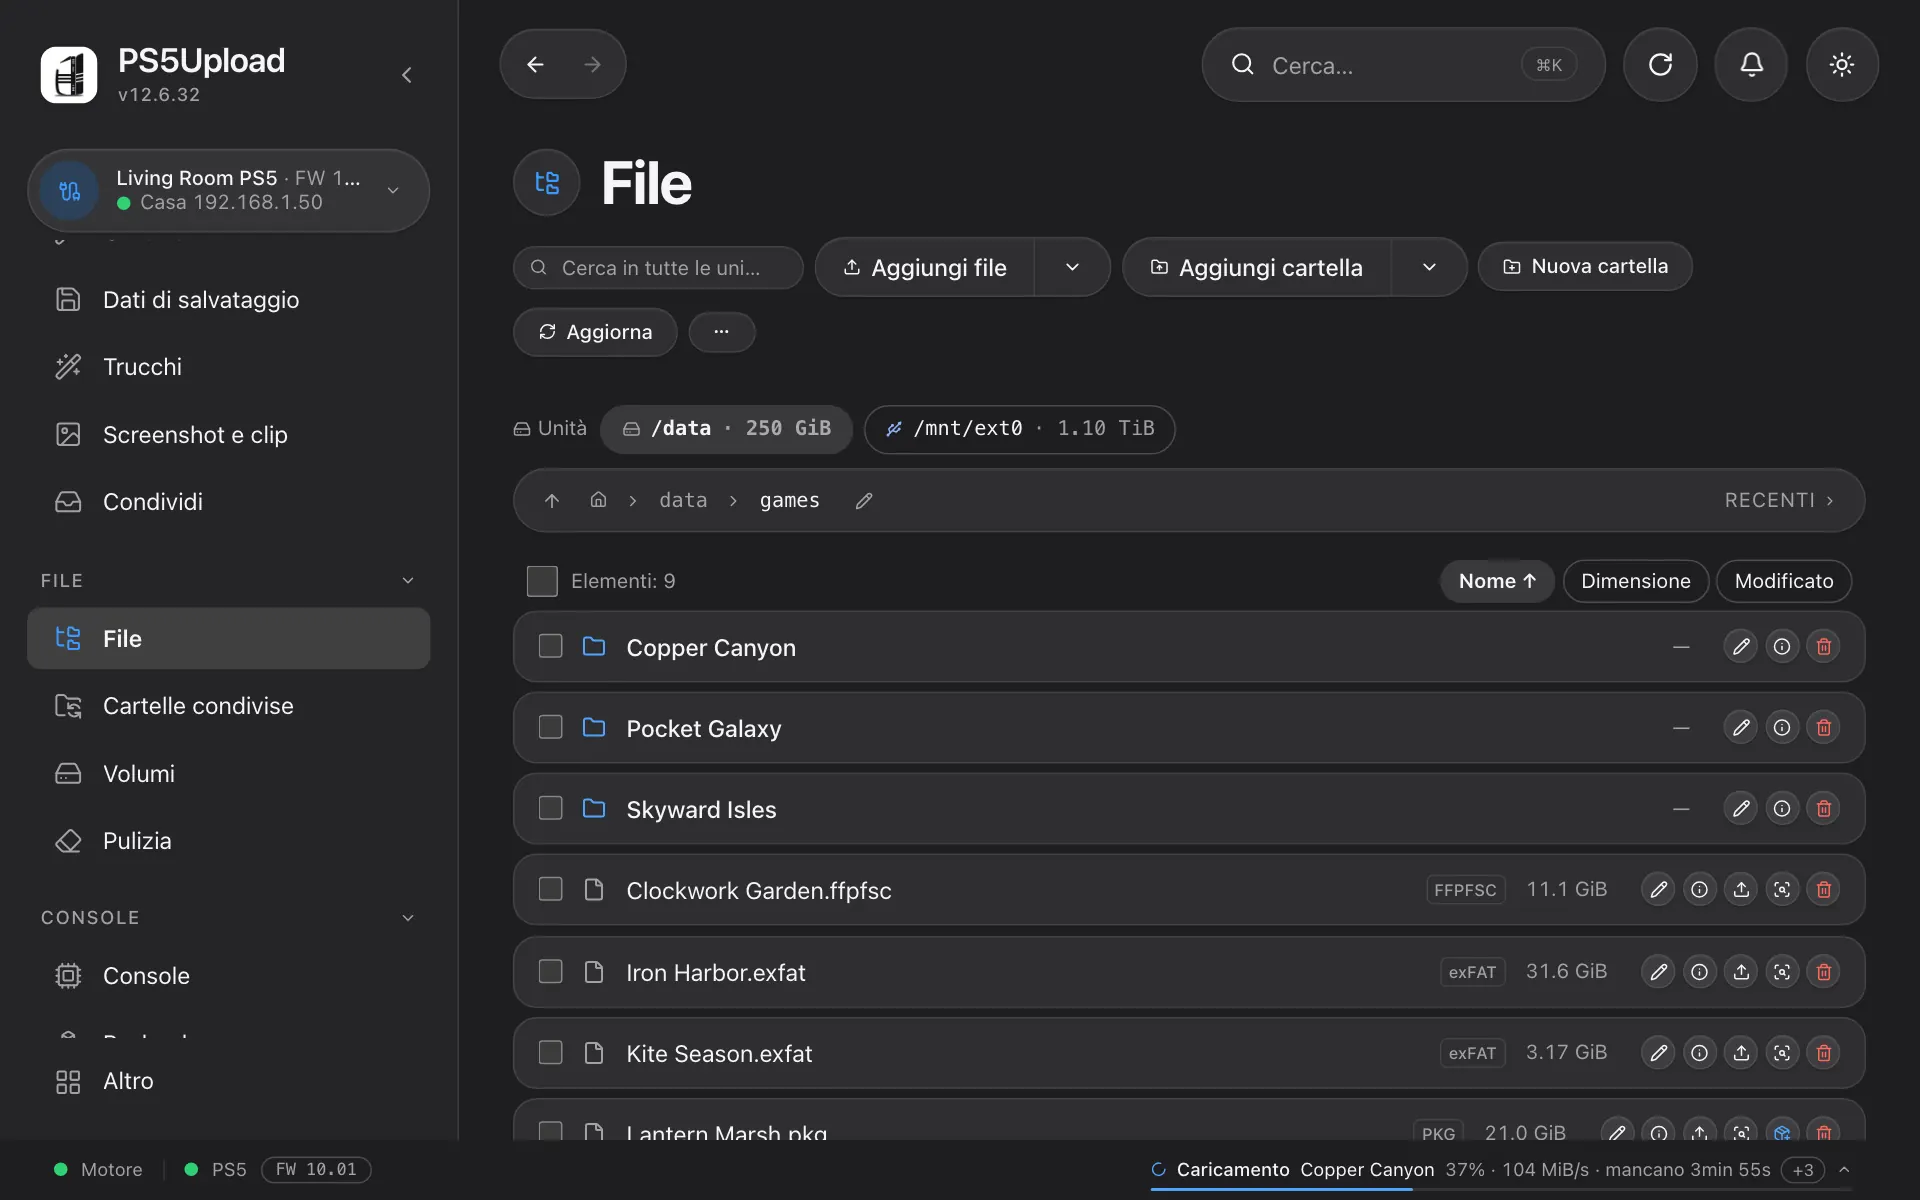 PS5Upload
v12.6.32
Living Room PS5 · FW 1...
Casa 192.168.1.50
Dati di salvataggio
Trucchi
Screenshot e clip
Condividi
FILE
File
Cartelle condivise
Volumi
Pulizia
CONSOLE
Console
Altro
Cerca...
⌘K
File
Cerca in tutte le uni...
Aggiungi file
Aggiungi cartella
Nuova cartella
Aggiorna
Unità
/data · 250 GiB
/mnt/ext0 · 1.10 TiB
data
games
RECENTI
Elementi: 9
Nome ↑
Dimensione
Modificato
Copper Canyon —
Pocket Galaxy —
Skyward Isles —
Clockwork Garden.ffpfsc FFPFSC 11.1 GiB
Iron Harbor.exfat exFAT 31.6 GiB
Kite Season.exfat exFAT 3.17 GiB
Lantern Marsh.pkg PKG 21.0 GiB
Motore
PS5
FW 10.01
Caricamento Copper Canyon 37% · 104 MiB/s · mancano 3min 55s +3